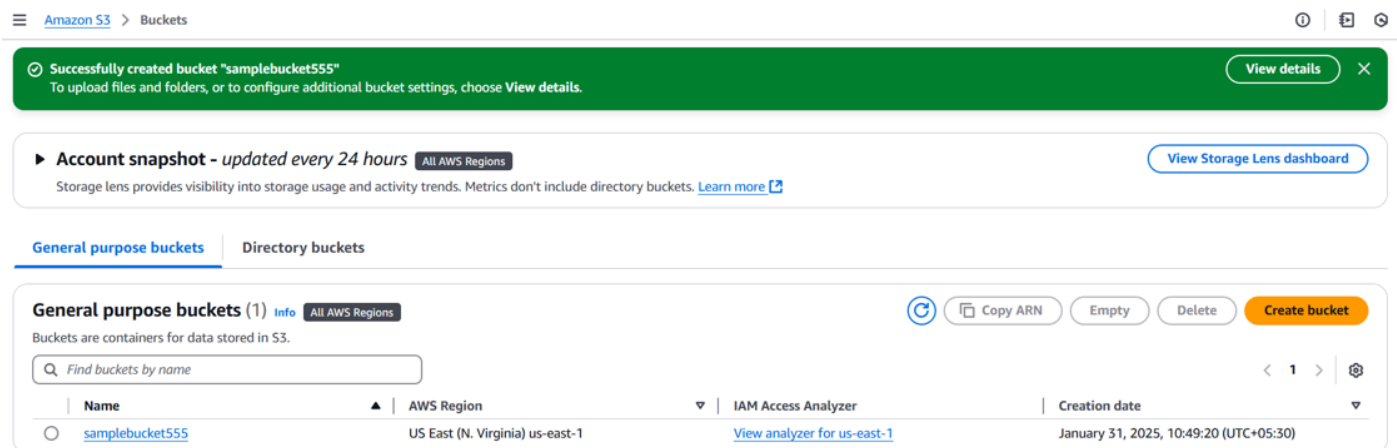 Amazon S3 > Buckets
Successfully created bucket "samplebucket555"
To upload files and folders, or to configure additional bucket settings, choose View details.
View details
Account snapshot - updated every 24 hours All AWS Regions
View Storage Lens dashboard
Storage lens provides visibility into storage usage and activity trends. Metrics don't include directory buckets. Learn more
General purpose buckets Directory buckets
General purpose buckets (1) Info All AWS Regions
Copy ARN Empty Delete Create bucket
Buckets are containers for data stored in S3.
Find buckets by name
< 1 >
Name AWS Region IAM Access Analyzer Creation date
samplebucket555 US East (N. Virginia) us-east-1 View analyzer for us-east-1 January 31, 2025, 10:49:20 (UTC+05:30)